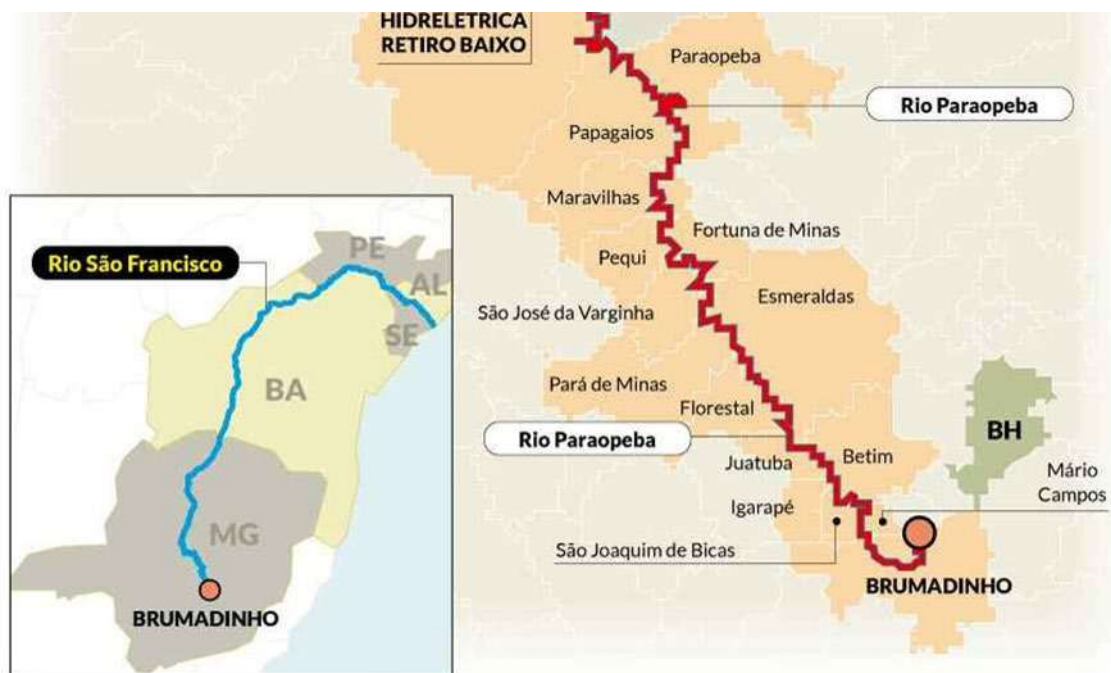 HIDRELÉTRICA
RETIRO BAIXO
Paraopeba
Rio Paraopeba
Papagaios
Maravilhas
Fortuna de Minas
Pequi
Esmeraldas
São José da Varginha
Pará de Minas
Florestal
BH
Rio Paraopeba
Juatuba
Betim
Mário
Campos
Igarapé
São Joaquim de Bicas
BRUMADINHO
Rio São Francisco
PE
AL
SE
BA
MG
BRUMADINHO